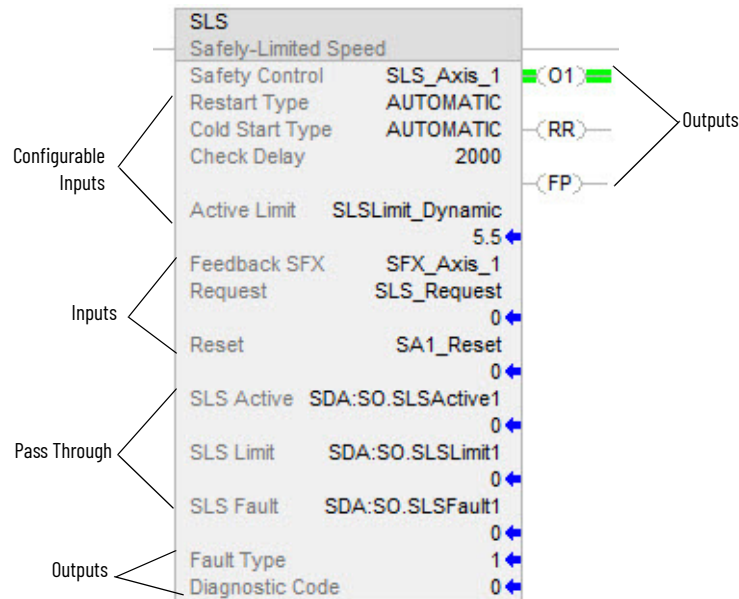 SLS
Safely-Limited Speed
Safety Control SLS_Axis_1 O1
Restart Type AUTOMATIC
Cold Start Type AUTOMATIC RR
Check Delay 2000
FP
Outputs
Configurable
Inputs
Active Limit SLSLimit_Dynamic
5.5
Feedback SFX SFX_Axis_1
Request SLS_Request
0
Inputs
Reset SA1_Reset
0
SLS Active SDA:SO.SLSActive1
0
Pass Through
SLS Limit SDA:SO.SLSLimit1
0
SLS Fault SDA:SO.SLSFault1
0
Fault Type 1
Outputs
Diagnostic Code 0